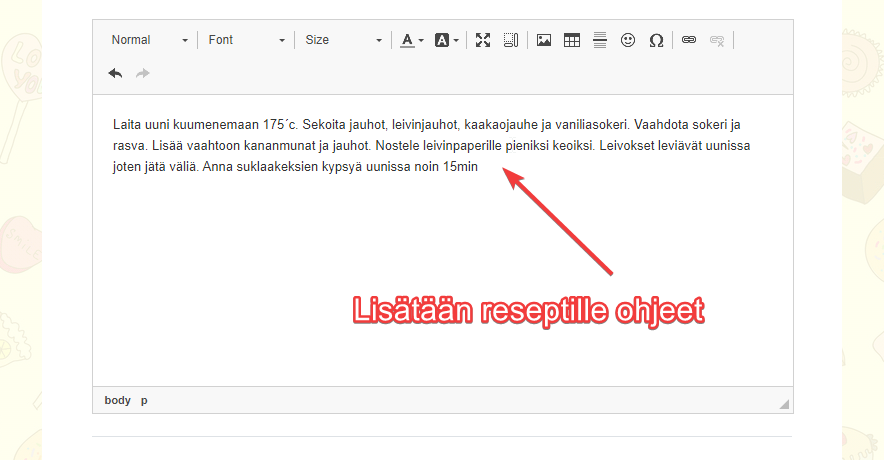 Normal Font Size
Laita uuni kuumenemaan 175´c. Sekoita jauhot, leivinjauhot, kaakaojauhe ja vaniliasokeri. Vaahdota sokeri ja
rasva. Lisää vaahtoon kananmunat ja jauhot. Nostele leivinpaperille pieniksi keoiksi. Leivokset leviävät uunissa
joten jätä väliä. Anna suklaakeksien kypsyä uunissa noin 15min
Lisätään reseptille ohjeet
body p